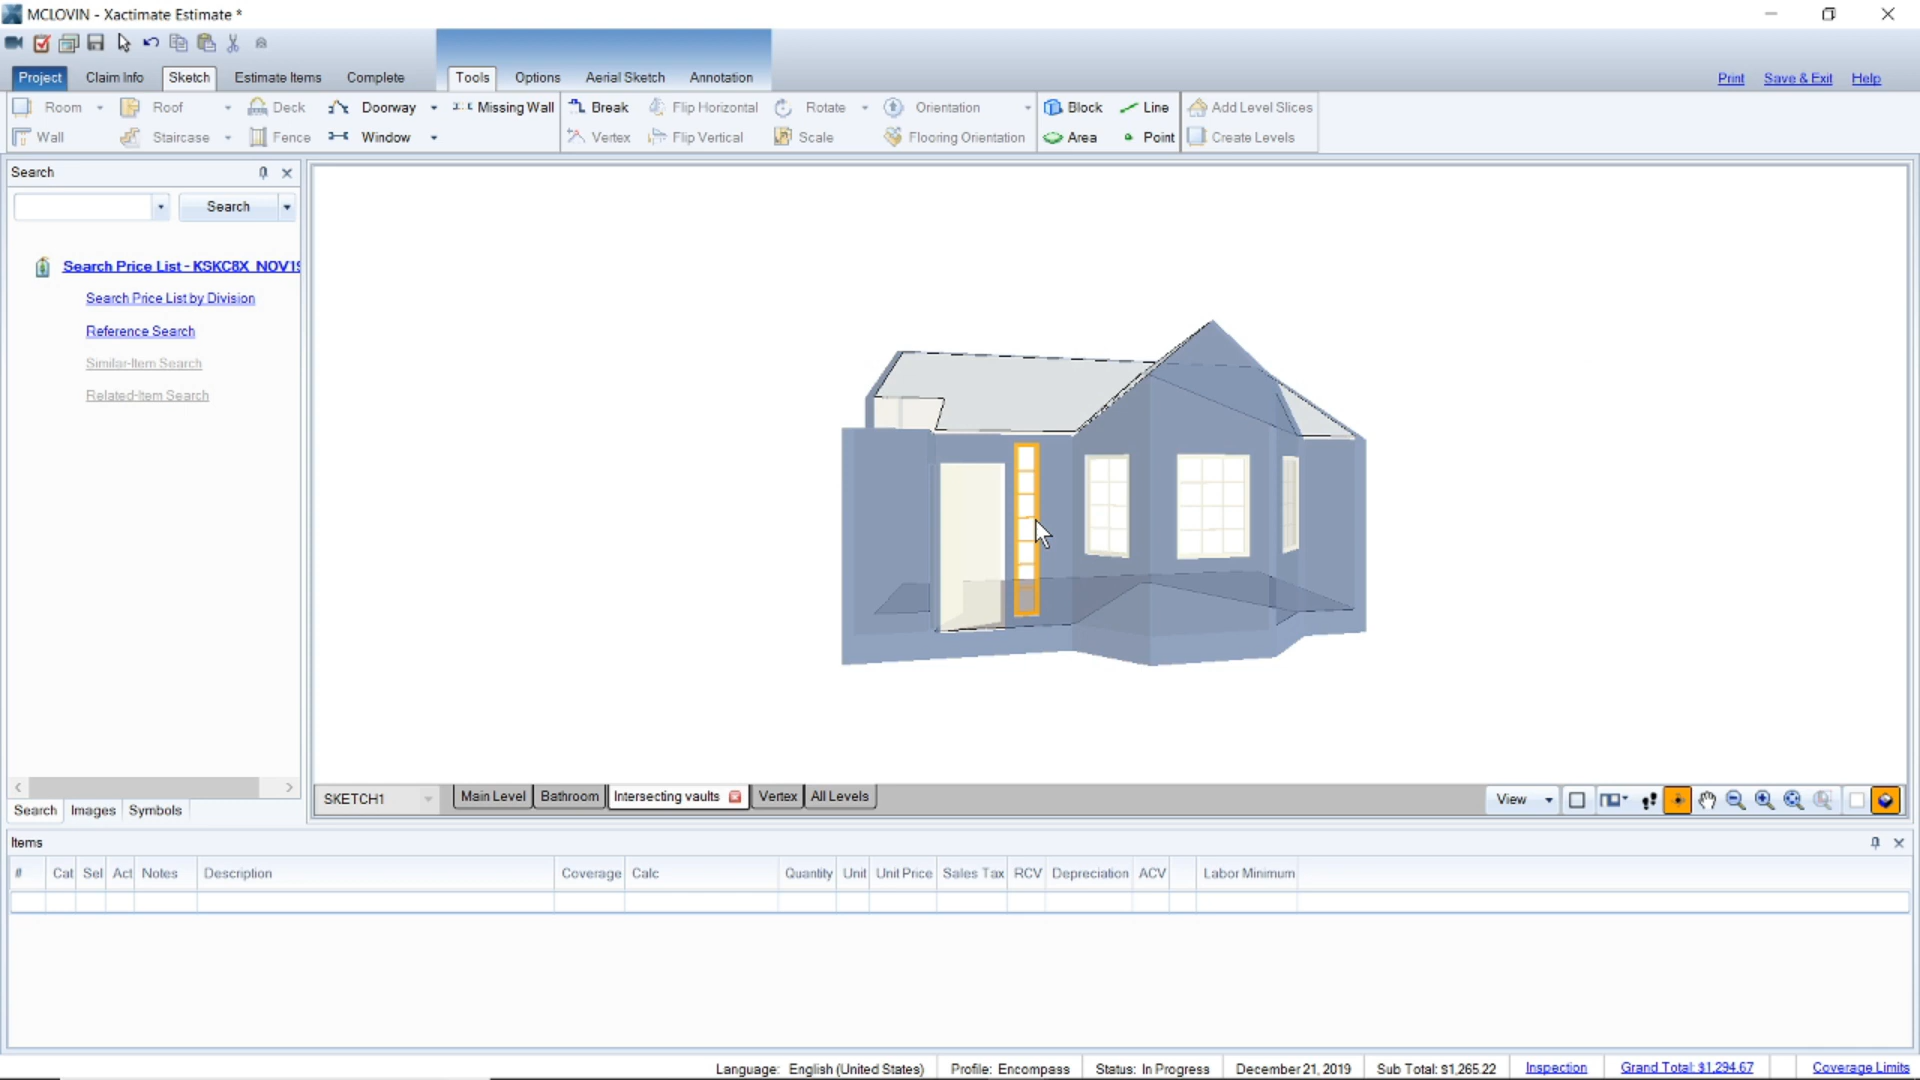 MCLOVIN - Xactimate Estimate *
Project Claim Info Sketch Estimate Items Complete Tools Options Aerial Sketch Annotation Print Save & Exit Help
Room Roof Deck Doorway Missing Wall Break Flip Horizontal Rotate Orientation Block Line Add Level Slices
Wall Staircase Fence Window Vertex Flip Vertical Scale Flooring Orientation Area Point Create Levels
Search
Search
Search Price List - KSKC8X_NOV19
Search Price List by Division
Reference Search
Similar-Item Search
Related-Item Search
SKETCH1 Main Level Bathroom Intersecting vaults Vertex All Levels View
Search Images Symbols
Items
# Cat Sel Act Notes Description Coverage Calc Quantity Unit Unit Price Sales Tax RCV Depreciation ACV Labor Minimum
Language: English (United States) Profile: Encompass Status: In Progress December 21, 2019 Sub Total: $1,265.22 Inspection Grand Total: $1,294.67 Coverage Limits